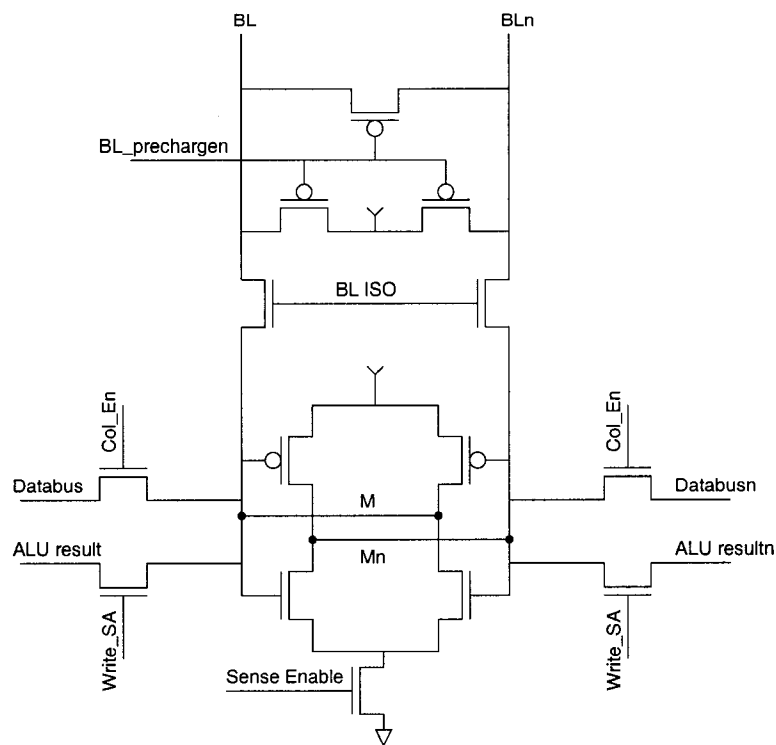 BL
BLn
BL_prechargen
BL ISO
Col_En
Col_En
Databus
Databusn
M
ALU result
Mn
ALU resultn
Write_SA
Write_SA
Sense Enable